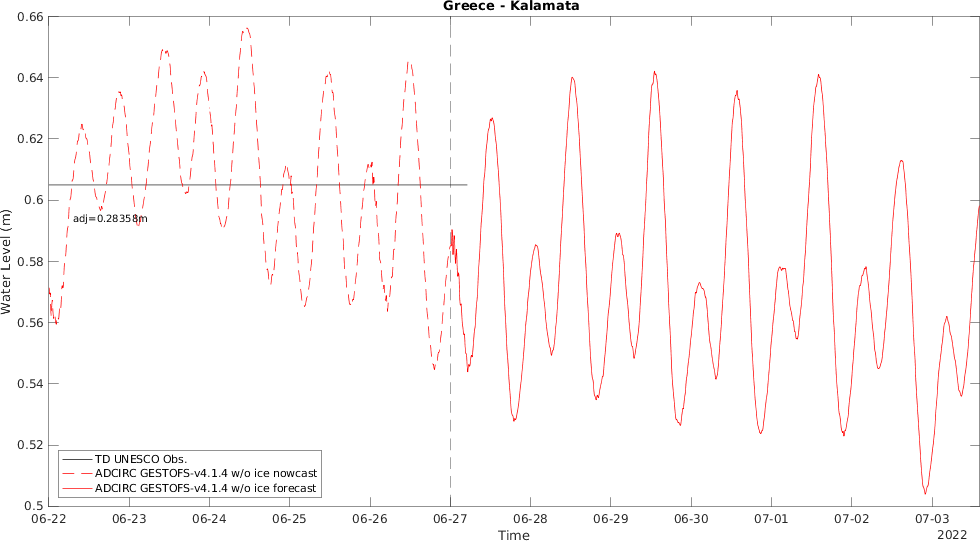 Greece - Kalamata
0.66
0.64
0.62
0.6
0.58
0.56
0.54
0.52
0.5
Water Level (m)
adj=0.28358m
TD UNESCO Obs.
ADCIRC GESTOFS-v4.1.4 w/o ice nowcast
ADCIRC GESTOFS-v4.1.4 w/o ice forecast
06-22 06-23 06-24 06-25 06-26 06-27 06-28 06-29 06-30 07-01 07-02 07-03
Time
2022